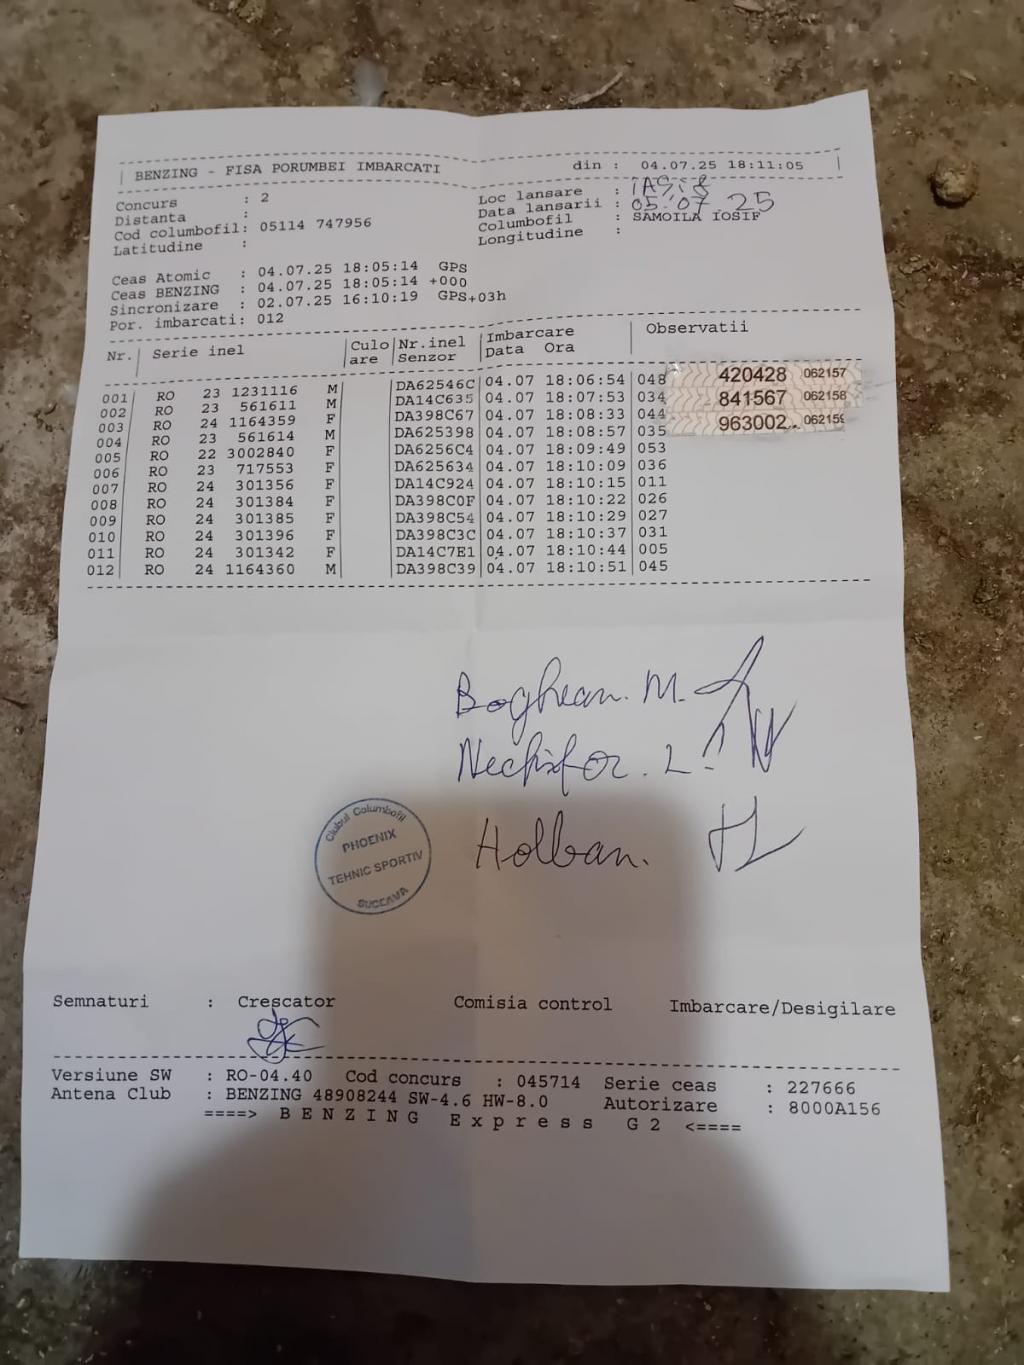 BENZING - FISA PORUMBEI IMBARCATI din : 04.07.25 18:11:05
Concurs : 2 Loc lansare : IASI
Distanta : Data lansarii : 05.07.25
Cod columbofil: 05114 747956 Columbofil : SAMOILA IOSIF
Latitudine : Longitudine :
Ceas Atomic : 04.07.25 18:05:14 GPS
Ceas BENZING : 04.07.25 18:05:14 +000
Sincronizare : 02.07.25 16:10:19 GPS+03h
Por. imbarcati: 012
Nr. Serie inel Culo Nr.inel Imbarcare Observatii
are Senzor Data Ora
001 RO 23 1231116 M DA62546C 04.07 18:06:54 048 420428 062157
002 RO 23 561611 M DA14C635 04.07 18:07:53 034 841567 062158
003 RO 24 1164359 F DA398C67 04.07 18:08:33 044 963002 062159
004 RO 23 561614 M DA625398 04.07 18:08:57 035
005 RO 22 3002840 F DA6256C4 04.07 18:09:49 053
006 RO 23 717553 F DA625634 04.07 18:10:09 036
007 RO 24 301356 F DA14C924 04.07 18:10:15 011
008 RO 24 301384 F DA398C0F 04.07 18:10:22 026
009 RO 24 301385 F DA398C54 04.07 18:10:29 027
010 RO 24 301396 F DA398C3C 04.07 18:10:37 031
011 RO 24 301342 F DA14C7E1 04.07 18:10:44 005
012 RO 24 1164360 M DA398C39 04.07 18:10:51 045
Boghean. M.
Nechifor. L.
Holban.
Clubul Columbofil
PHOENIX
TEHNIC SPORTIV
SUCEAVA
Semnaturi : Crescator Comisia control Imbarcare/Desigilare
Versiune SW : RO-04.40 Cod concurs : 045714 Serie ceas : 227666
Antena Club : BENZING 48908244 SW-4.6 HW-8.0 Autorizare : 8000A156
====> B E N Z I N G E x p r e s s G 2 <====